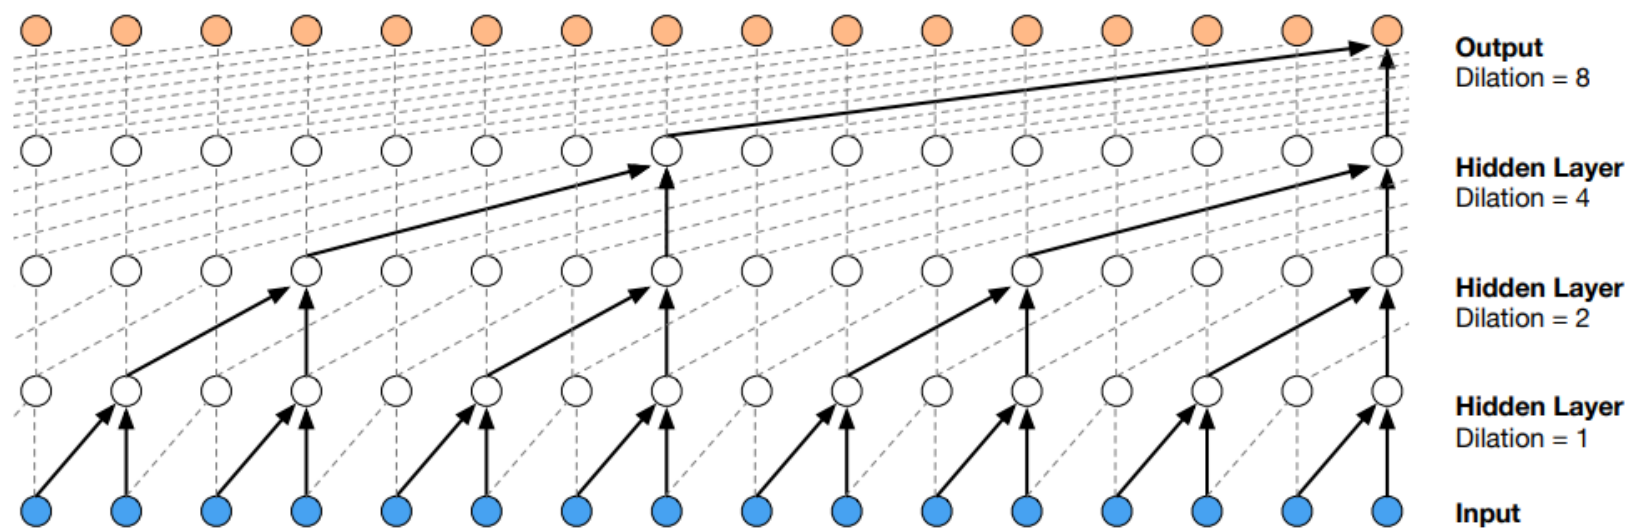 Output
Dilation = 8
Hidden Layer
Dilation = 4
Hidden Layer
Dilation = 2
Hidden Layer
Dilation = 1
Input